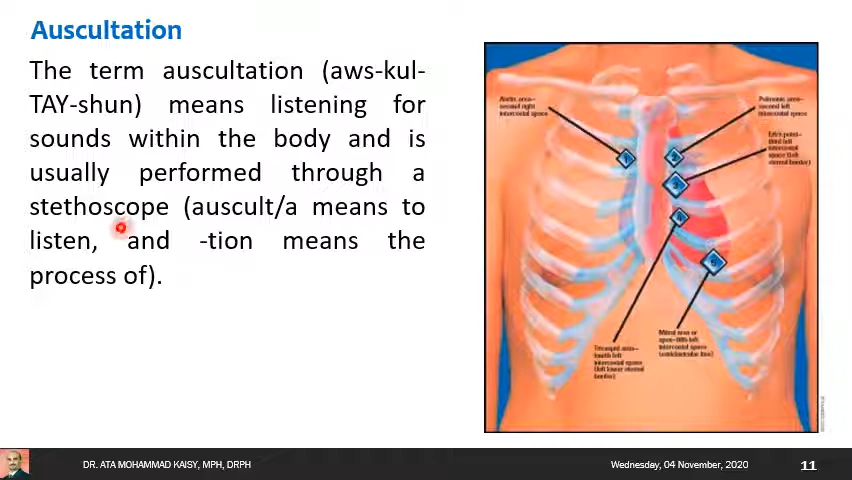 Auscultation
The term auscultation (aws-kul-
TAY-shun) means listening for
sounds within the body and is
usually performed through a
stethoscope (auscult/a means to
listen, and -tion means the
process of).
Aortic area–
second right
intercostal space
Pulmonic area–
second left
intercostal space
Erb's point–
third left
intercostal
space (left
sternal border)
1
2
3
4
5
Tricuspid area–
fourth left
intercostal space
(left lower sternal
border)
Mitral area or
apex–fifth left
intercostal space
(midclavicular line)
DR. ATA MOHAMMAD KAISY, MPH, DRPH
Wednesday, 04 November, 2020
11